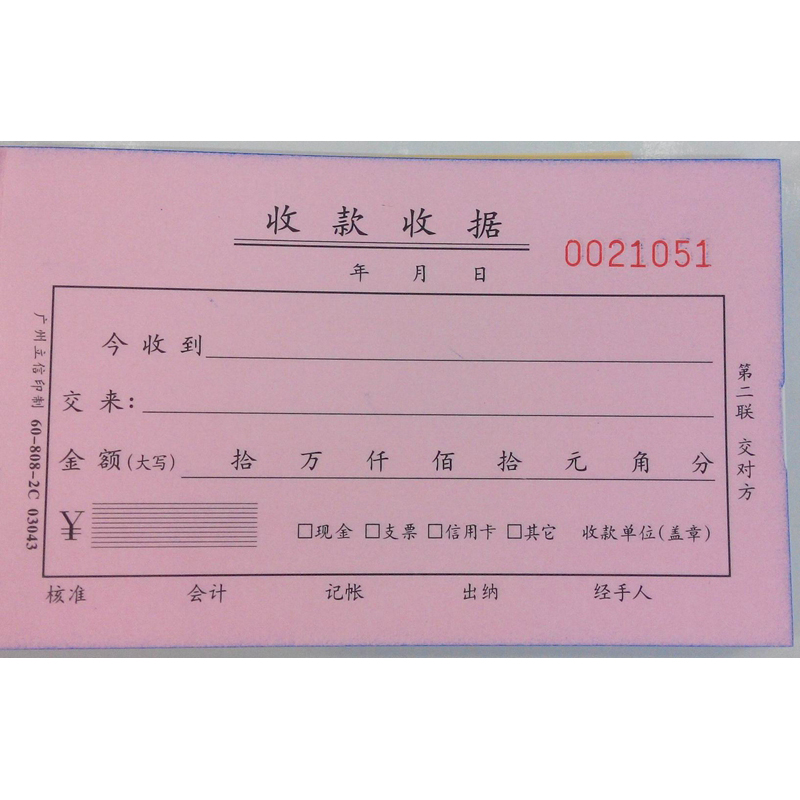 收款收据
0021051
年 月 日
今收到
交来:
金额(大写) 拾 万 仟 佰 拾 元 角 分
¥ □现金 □支票 □信用卡 □其它 收款单位(盖章)
核准 会计 记帐 出纳 经手人
广州立信印制 60-808-2C 03043
第二联 交对方